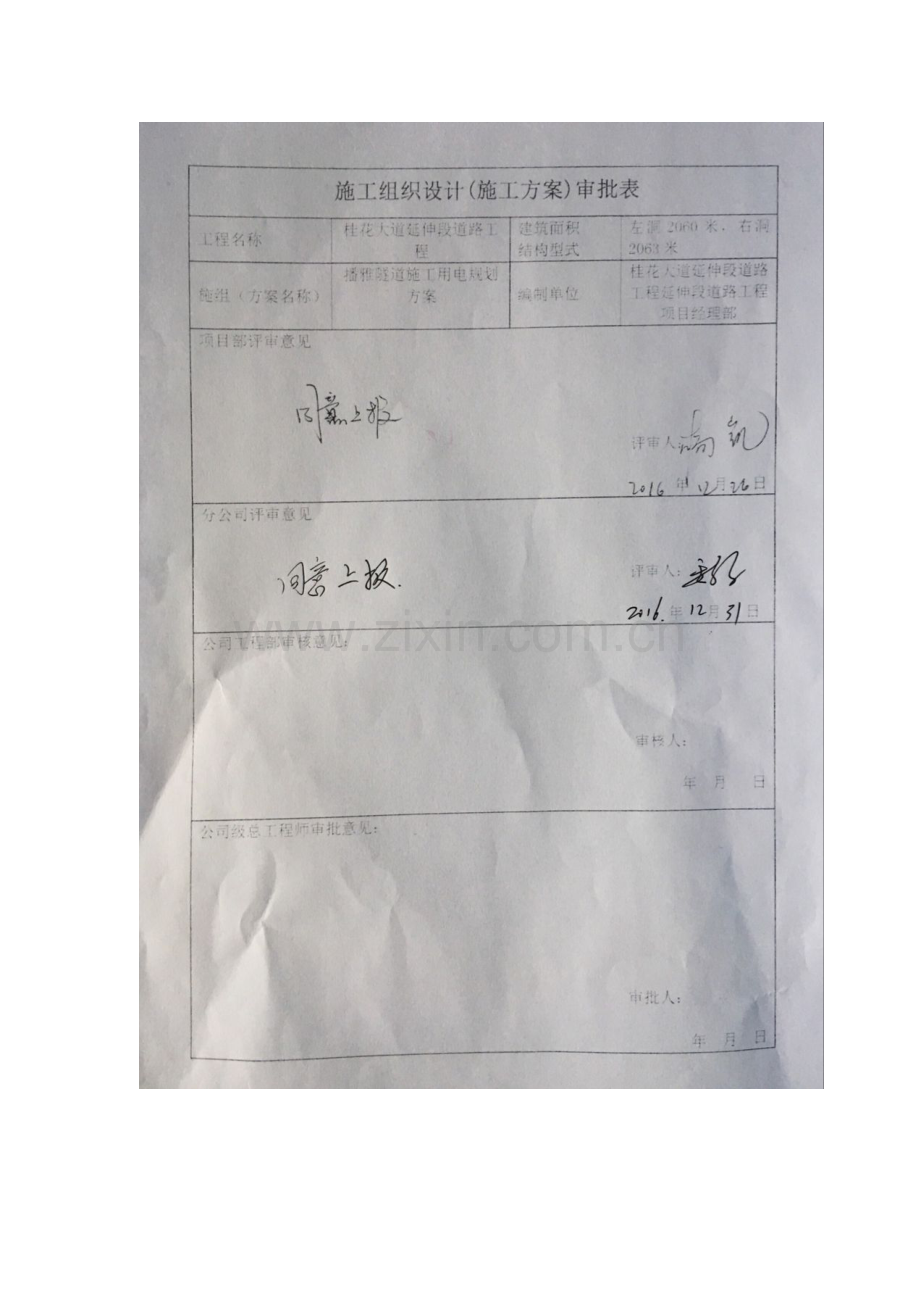 施工组织设计(施工方案)审批表
工程名称
桂花大道延伸段道路工
程
建筑面积
结构型式
左洞 2060 米、右洞
2063 米
施组（方案名称）
播雅隧道施工用电规划
方案
编制单位
桂花大道延伸段道路
工程延伸段道路工程
项目经理部
项目部评审意见
同意上报
评审人:
2016 年 12 月 26 日
分公司评审意见
同意上报.
评审人:
2016. 年 12 月 31 日
www.zixin.com.cn
公司工程部审核意见:
审核人:
年 月 日
公司级总工程师审批意见:
审批人:
年 月 日